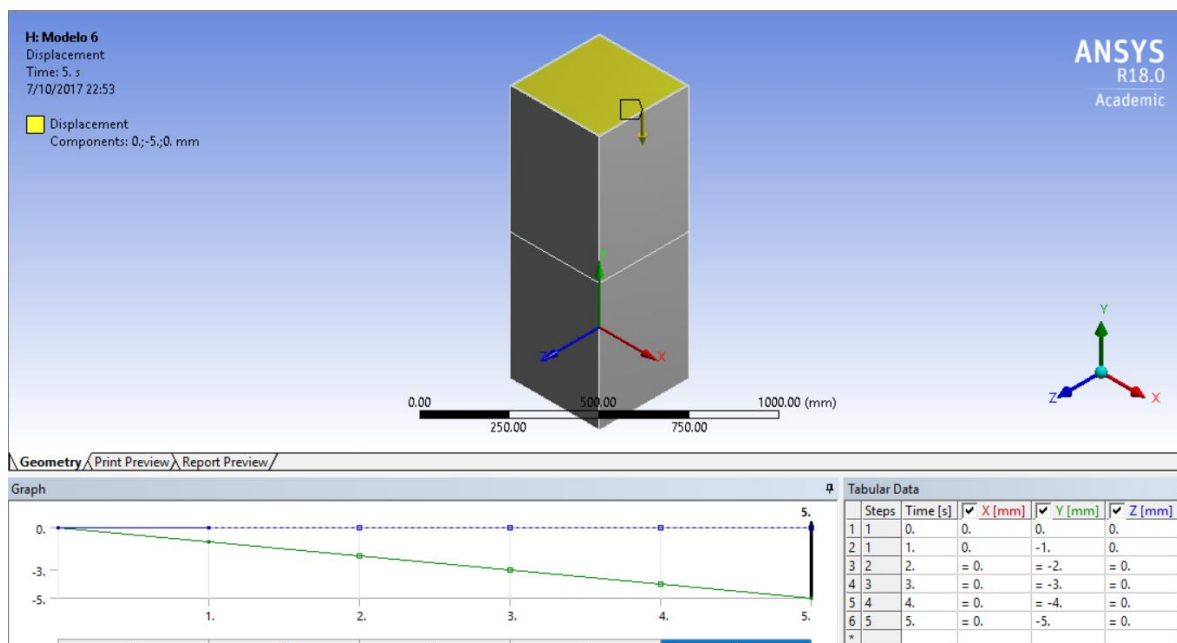 H: Modelo 6
Displacement
Time: 5. s
7/10/2017 22:53
Displacement
Components: 0.;-5.;0. mm
ANSYS
R18.0
Academic
Y
Z
X
Y
Z
X
0.00 500.00 1000.00 (mm)
250.00 750.00
Geometry Print Preview Report Preview
Graph
5.
0.
-3.
-5.
1. 2. 3. 4. 5.
Tabular Data
Steps Time [s] X [mm] Y [mm] Z [mm]
1 1 0. 0. 0. 0.
2 1 1. 0. -1. 0.
3 2 2. = 0. = -2. = 0.
4 3 3. = 0. = -3. = 0.
5 4 4. = 0. = -4. = 0.
6 5 5. = 0. -5. = 0.
*